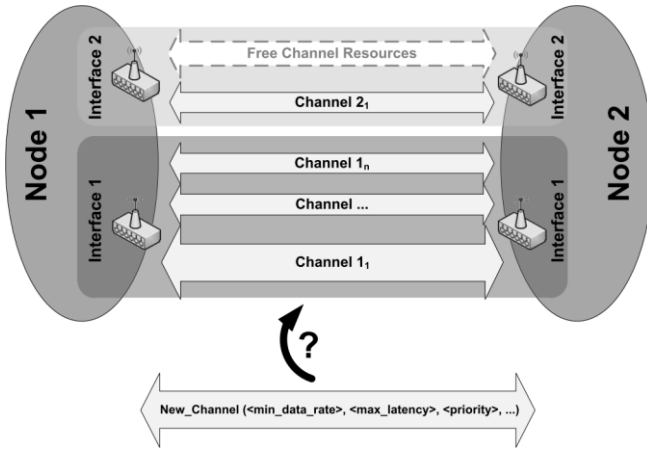 Node 1
Interface 2
Free Channel Resources
Channel 2₁
Interface 2
Node 2
Interface 1
Channel 1ₙ
Channel ...
Channel 1₁
Interface 1
?
New_Channel (<min_data_rate>, <max_latency>, <priority>, ...)